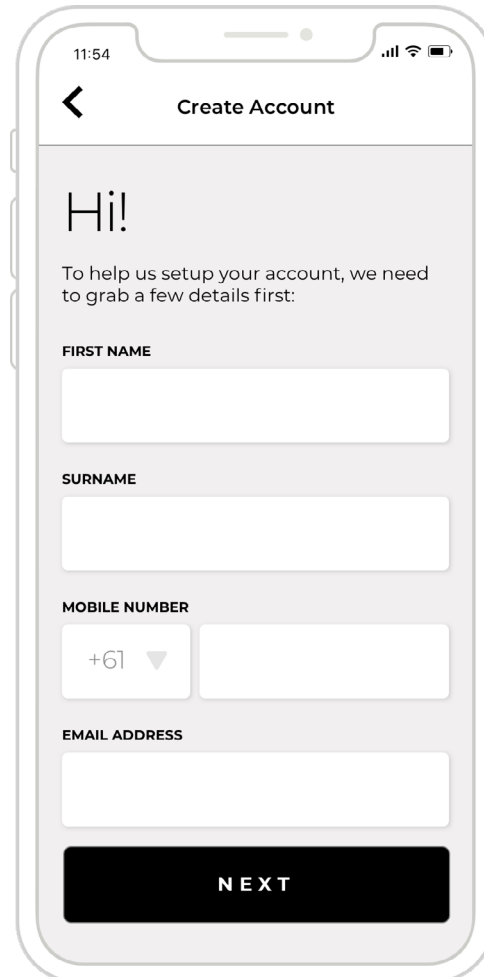 11:54
Create Account
Hi!
To help us setup your account, we need
to grab a few details first:
FIRST NAME
SURNAME
MOBILE NUMBER
+61
EMAIL ADDRESS
NEXT